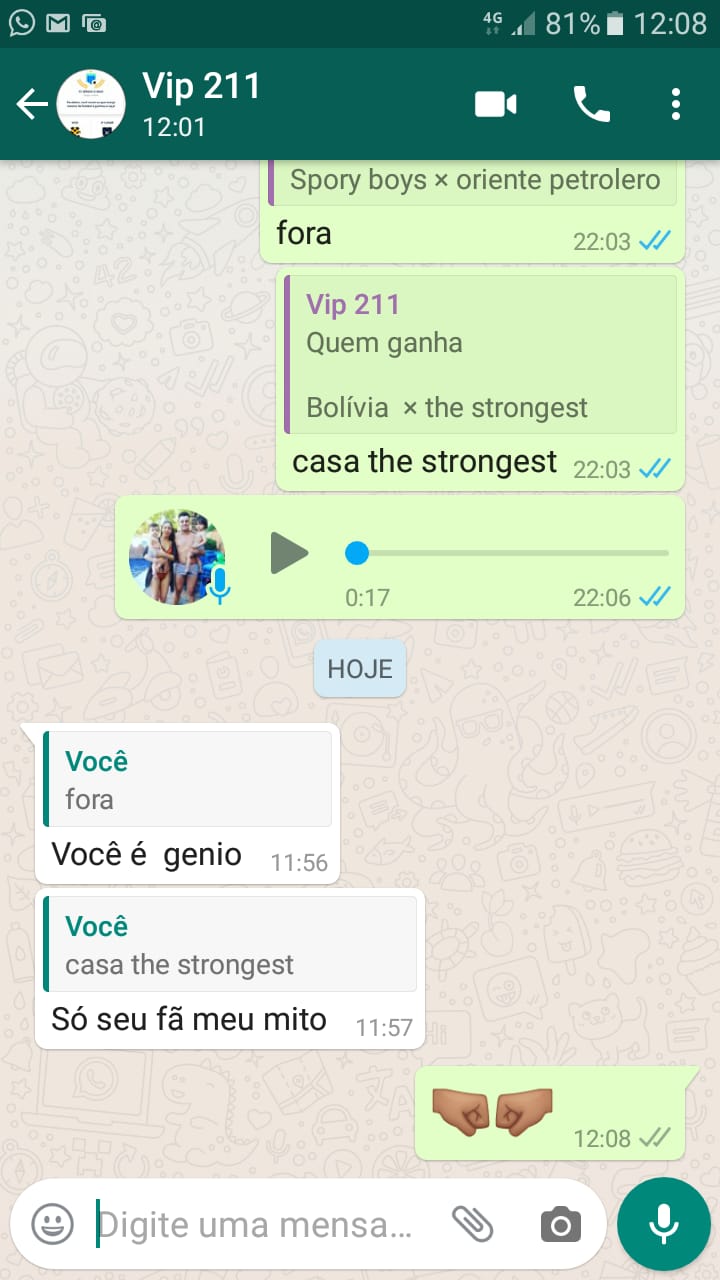 4G 81% 12:08
Vip 211
12:01
Spory boys × oriente petrolero
fora 22:03
Vip 211
Quem ganha
Bolívia × the strongest
casa the strongest 22:03
0:17 22:06
HOJE
Você
fora
Você é genio 11:56
Você
casa the strongest
Só seu fã meu mito 11:57
12:08
Digite uma mensa...